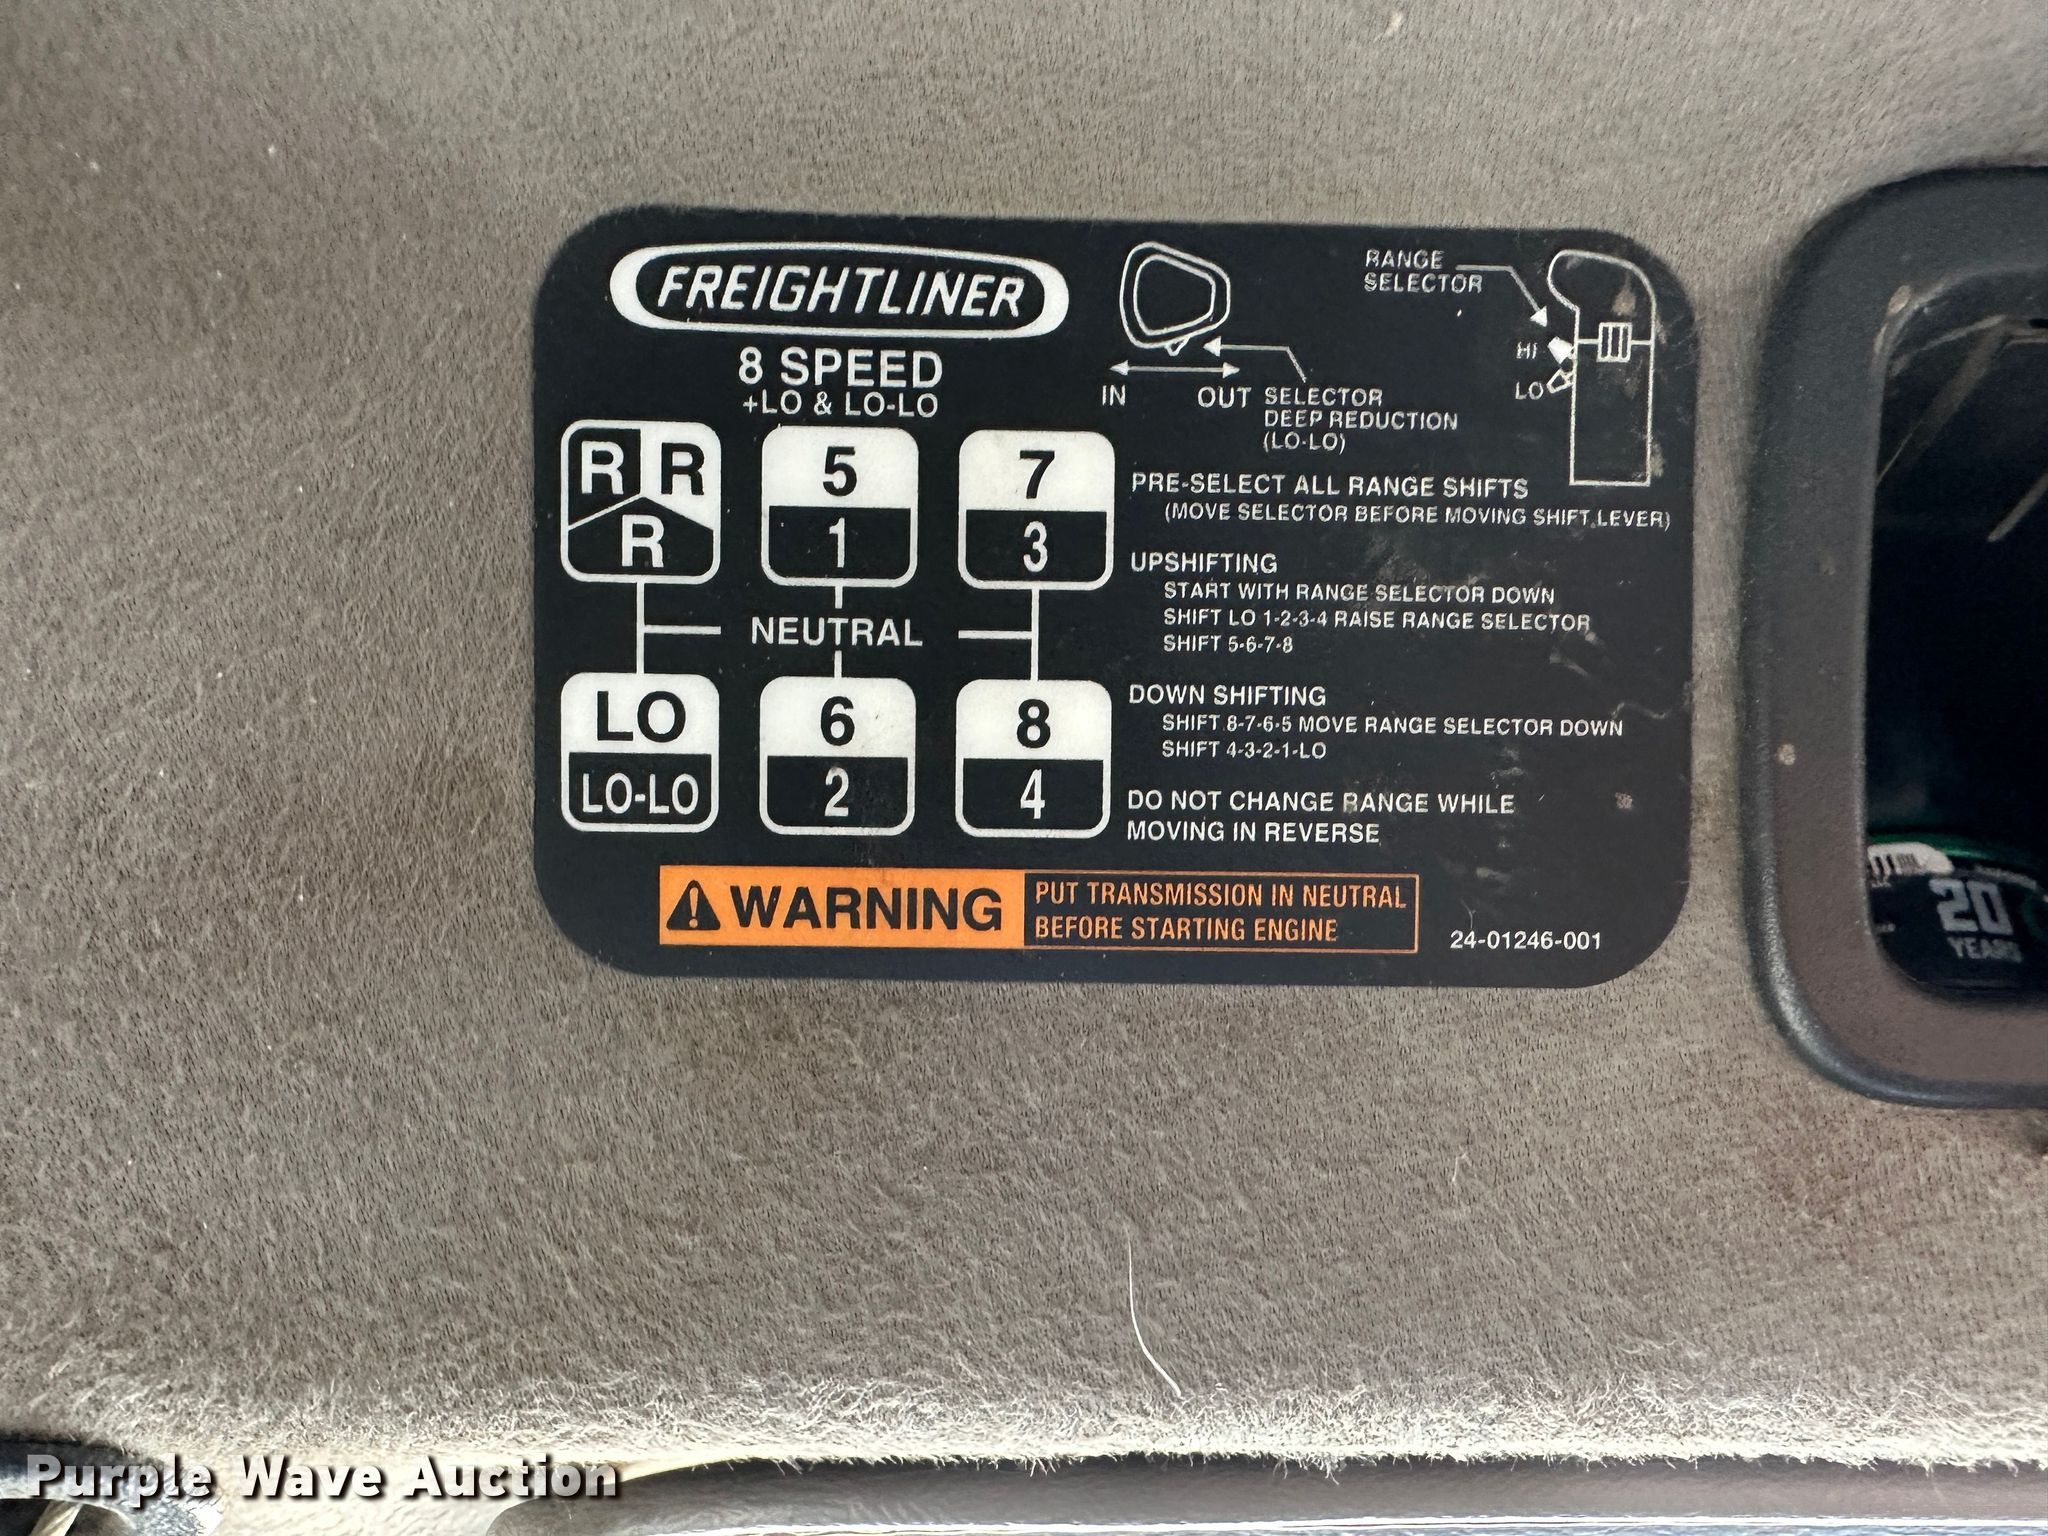 FREIGHTLINER
8 SPEED
+LO & LO-LO
R R
R
5
1
7
3
NEUTRAL
LO
LO-LO
6
2
8
4
IN
OUT
SELECTOR
DEEP REDUCTION
(LO-LO)
RANGE
SELECTOR
HI
LO
PRE-SELECT ALL RANGE SHIFTS
(MOVE SELECTOR BEFORE MOVING SHIFT LEVER)
UPSHIFTING
START WITH RANGE SELECTOR DOWN
SHIFT LO 1-2-3-4 RAISE RANGE SELECTOR
SHIFT 5-6-7-8
DOWN SHIFTING
SHIFT 8-7-6-5 MOVE RANGE SELECTOR DOWN
SHIFT 4-3-2-1-LO
DO NOT CHANGE RANGE WHILE
MOVING IN REVERSE
WARNING
PUT TRANSMISSION IN NEUTRAL
BEFORE STARTING ENGINE
24-01246-001
20
YEARS
Purple Wave Auction